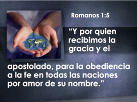 Romanos 1:5
“Y por quien
recibimos la
gracia y el
apostolado, para la obediencia
a la fe en todas las naciones
por amor de su nombre.”